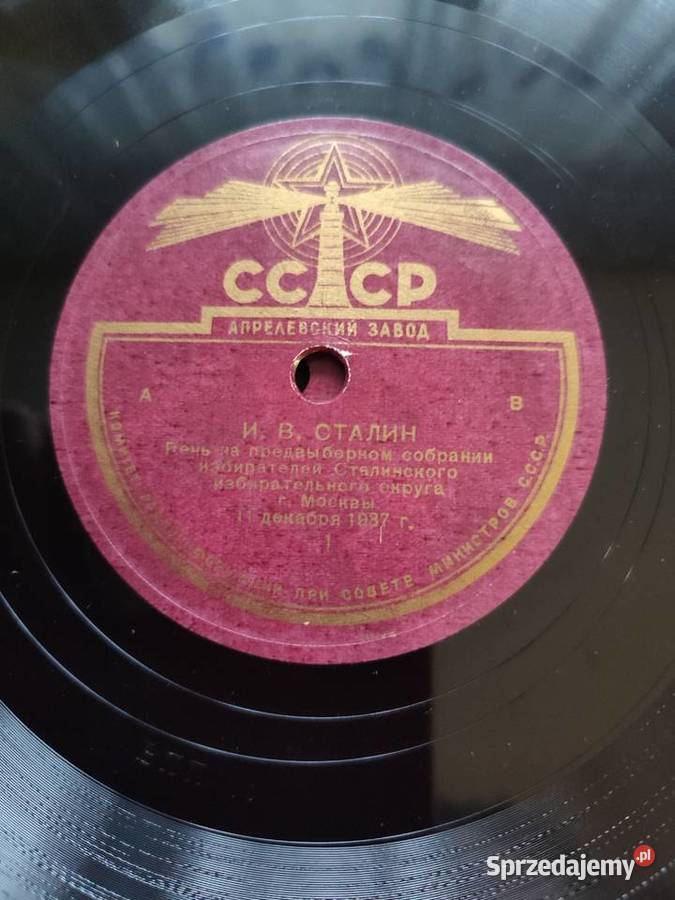 СССР
АПРЕЛЕВСКИЙ ЗАВОД
А
В
И. В. СТАЛИН
Речь на предвыборном собрании
избирателей Сталинского
избирательного округа
г. Москвы
11 декабря 1937 г.
1
КОМИТЕТ ПРИ СОВЕТЕ МИНИСТРОВ СССР
Sprzedajemy.pl